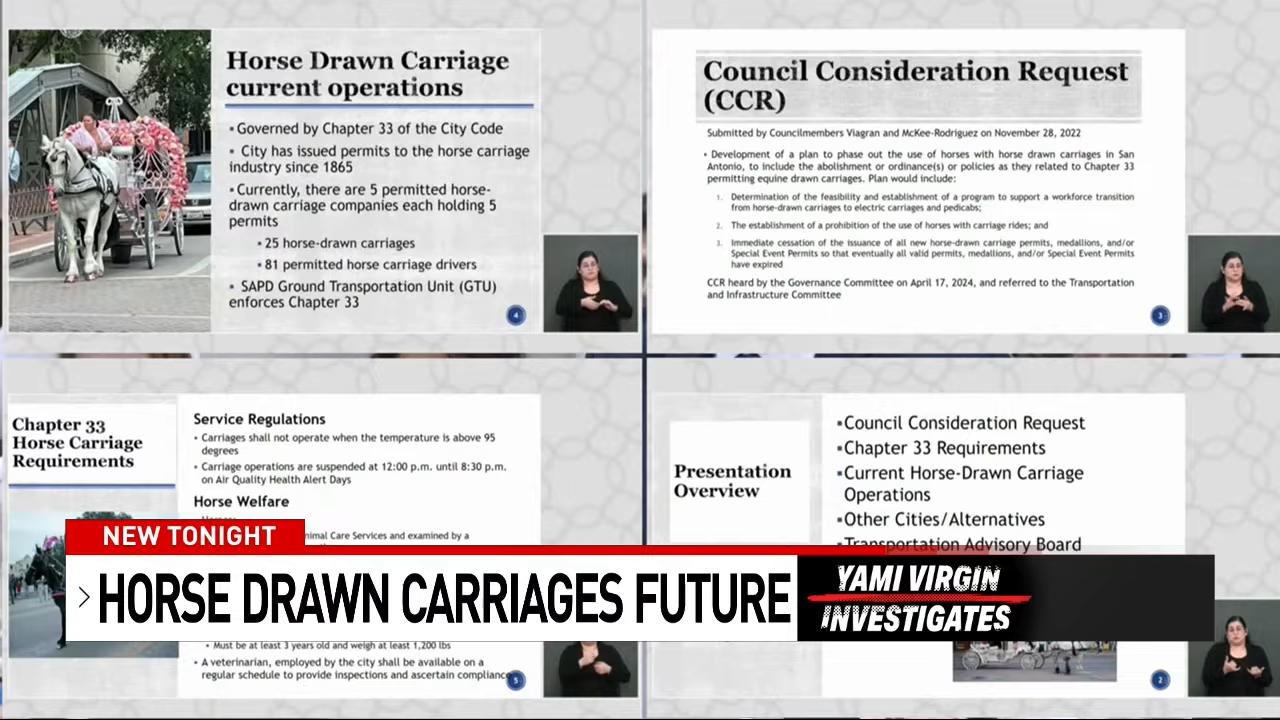 Horse Drawn Carriage
current operations
▪ Governed by Chapter 33 of the City Code
▪ City has issued permits to the horse carriage
industry since 1865
▪ Currently, there are 5 permitted horse-
drawn carriage companies each holding 5
permits
▪ 25 horse-drawn carriages
▪ 81 permitted horse carriage drivers
▪ SAPD Ground Transportation Unit (GTU)
enforces Chapter 33
4
Council Consideration Request
(CCR)
Submitted by Councilmembers Viagran and McKee-Rodriguez on November 28, 2022
▪ Development of a plan to phase out the use of horses with horse drawn carriages in San
Antonio, to include the abolishment or ordinance(s) or policies as they related to Chapter 33
permitting equine drawn carriages. Plan would include:
1. Determination of the feasibility and establishment of a program to support a workforce transition
from horse-drawn carriages to electric carriages and pedicabs;
2. The establishment of a prohibition of the use of horses with carriage rides; and
3. Immediate cessation of the issuance of all new horse-drawn carriage permits, medallions, and/or
Special Event Permits so that eventually all valid permits, medallions, and/or Special Event Permits
have expired
CCR heard by the Governance Committee on April 17, 2024, and referred to the Transportation
and Infrastructure Committee
3
Chapter 33
Horse Carriage
Requirements
Service Regulations
▪ Carriages shall not operate when the temperature is above 95
degrees
▪ Carriage operations are suspended at 12:00 p.m. until 8:30 p.m.
on Air Quality Health Alert Days
Horse Welfare
Care Services and examined by a
▪ Must be at least 3 years old and weigh at least 1,200 lbs
▪ A veterinarian, employed by the city shall be available on a
regular schedule to provide inspections and ascertain compliance
5
Presentation
Overview
▪Council Consideration Request
▪Chapter 33 Requirements
▪Current Horse-Drawn Carriage
Operations
▪Other Cities/Alternatives
▪Transportation Advisory Board
2
NEW TONIGHT
HORSE DRAWN CARRIAGES FUTURE
YAMI VIRGIN
INVESTIGATES